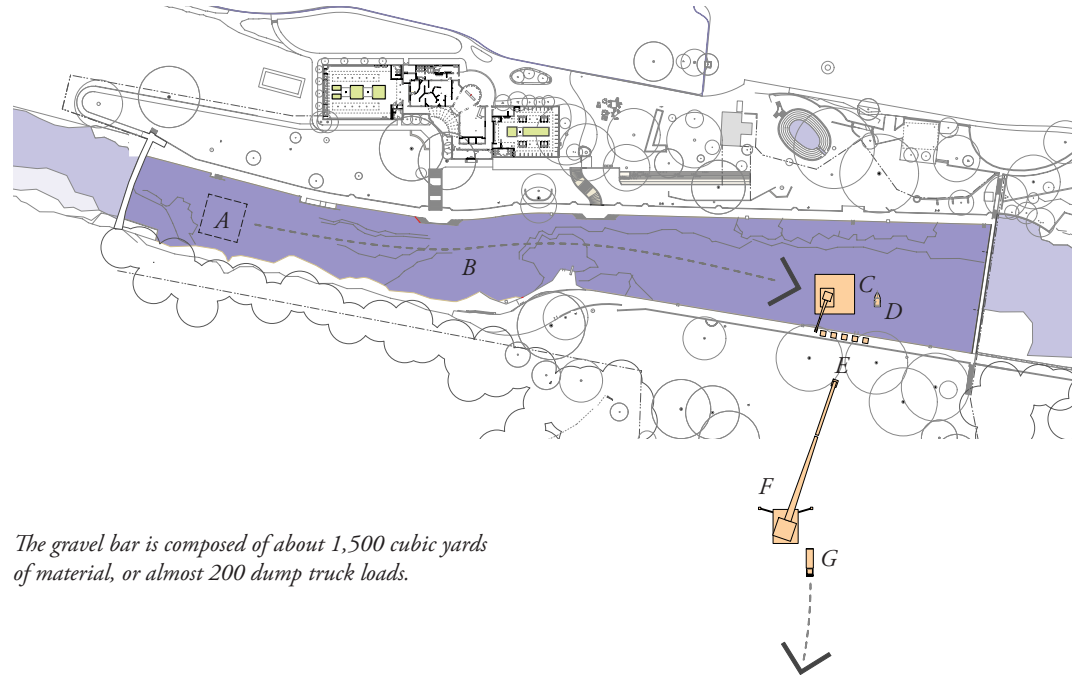 A
B
C
D
E
F
G
The gravel bar is composed of about 1,500 cubic yards
of material, or almost 200 dump truck loads.